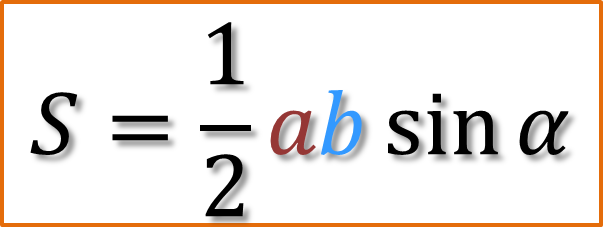 S = 1/2 ab sin α